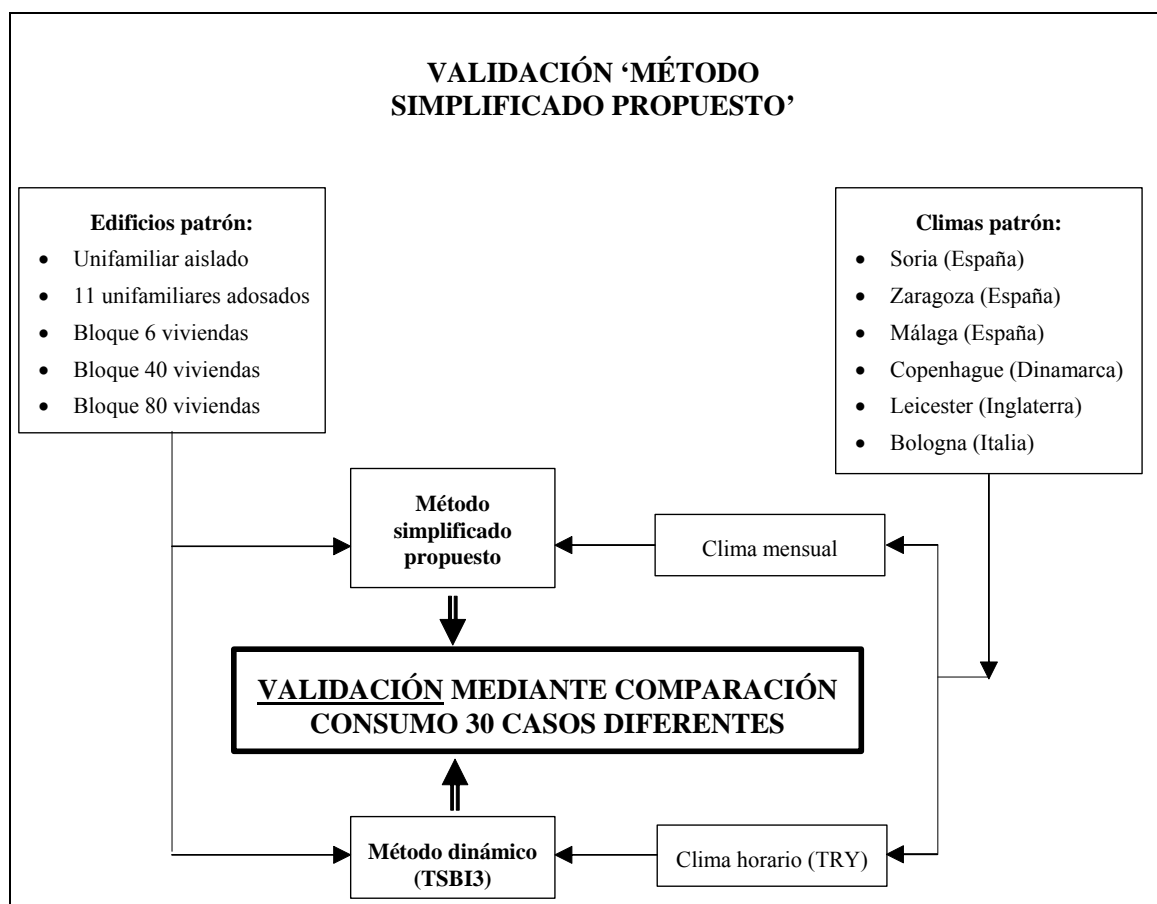 VALIDACIÓN ‘MÉTODO
SIMPLIFICADO PROPUESTO’
Edificios patrón:
• Unifamiliar aislado
• 11 unifamiliares adosados
• Bloque 6 viviendas
• Bloque 40 viviendas
• Bloque 80 viviendas
Climas patrón:
• Soria (España)
• Zaragoza (España)
• Málaga (España)
• Copenhague (Dinamarca)
• Leicester (Inglaterra)
• Bologna (Italia)
Método
simplificado
propuesto
Clima mensual
VALIDACIÓN MEDIANTE COMPARACIÓN
CONSUMO 30 CASOS DIFERENTES
Método dinámico
(TSBI3)
Clima horario (TRY)